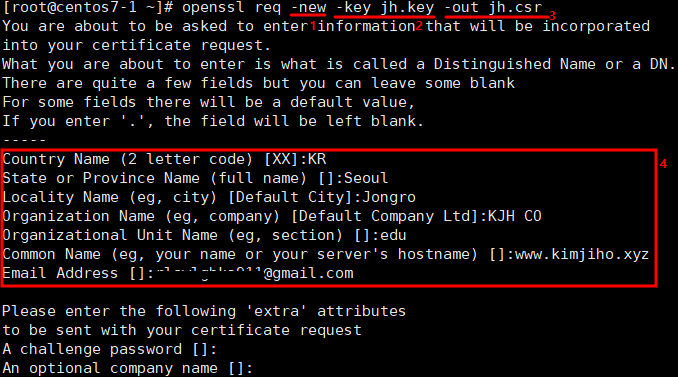 [root@centos7-1 ~]# openssl req -new -key jh.key -out jh.csr
1 2 3
You are about to be asked to enter information that will be incorporated
into your certificate request.
What you are about to enter is what is called a Distinguished Name or a DN.
There are quite a few fields but you can leave some blank
For some fields there will be a default value,
If you enter '.', the field will be left blank.
-----
4
Country Name (2 letter code) [XX]:KR
State or Province Name (full name) []:Seoul
Locality Name (eg, city) [Default City]:Jongro
Organization Name (eg, company) [Default Company Ltd]:KJH CO
Organizational Unit Name (eg, section) []:edu
Common Name (eg, your name or your server's hostname) []:www.kimjiho.xyz
Email Address []:@gmail.com
Please enter the following 'extra' attributes
to be sent with your certificate request
A challenge password []:
An optional company name []: